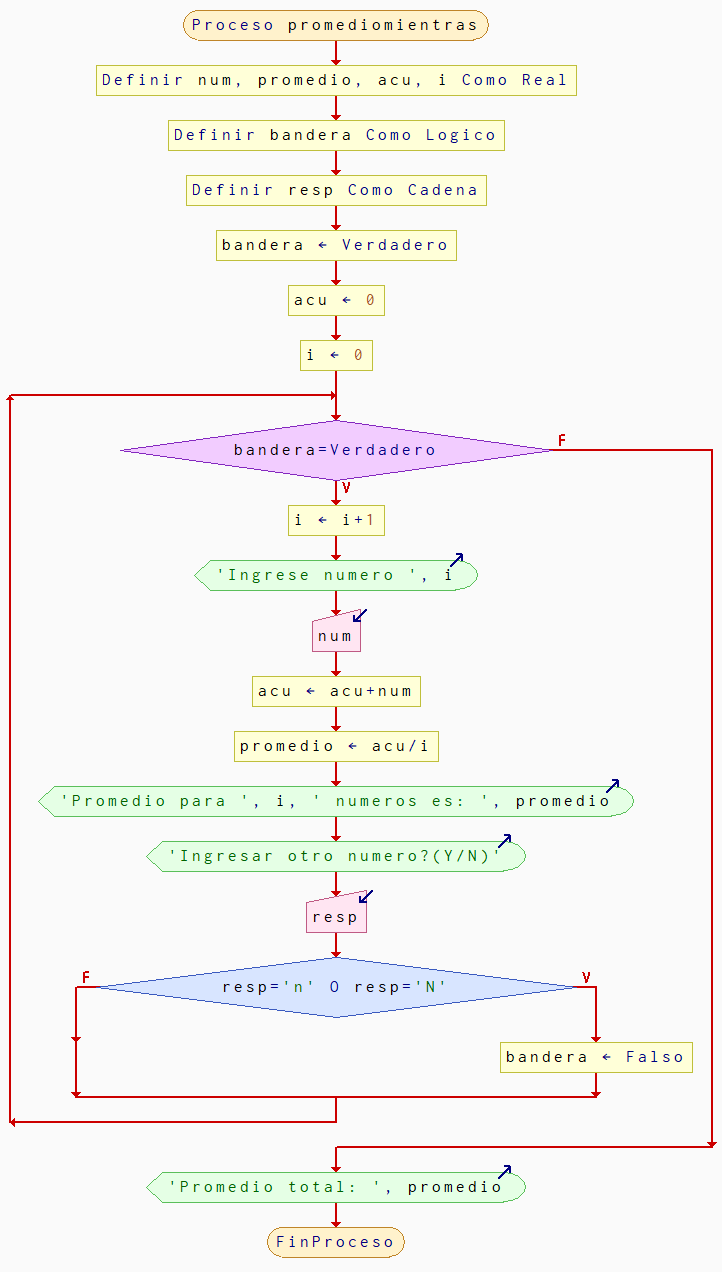 Proceso promediomientras
Definir num, promedio, acu, i Como Real
Definir bandera Como Logico
Definir resp Como Cadena
bandera ← Verdadero
acu ← 0
i ← 0
bandera=Verdadero
F
V
i ← i+1
'Ingrese numero ', i
num
acu ← acu+num
promedio ← acu/i
'Promedio para ', i, ' numeros es: ', promedio
'Ingresar otro numero?(Y/N)'
resp
F
V
resp='n' O resp='N'
bandera ← Falso
'Promedio total: ', promedio
FinProceso